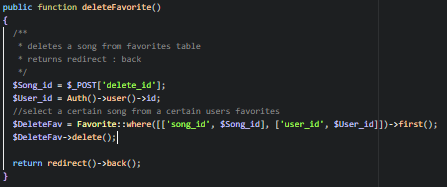 public function deleteFavorite()
{
/**
* deletes a song from favorites table
* returns redirect : back
*/
$Song_id = $_POST['delete_id'];
$User_id = Auth()->user()->id;
//select a certain song from a certain users favorites
$DeleteFav = Favorite::where([['song_id', $Song_id], ['user_id', $User_id]])->first();
$DeleteFav->delete();
return redirect()->back();
}